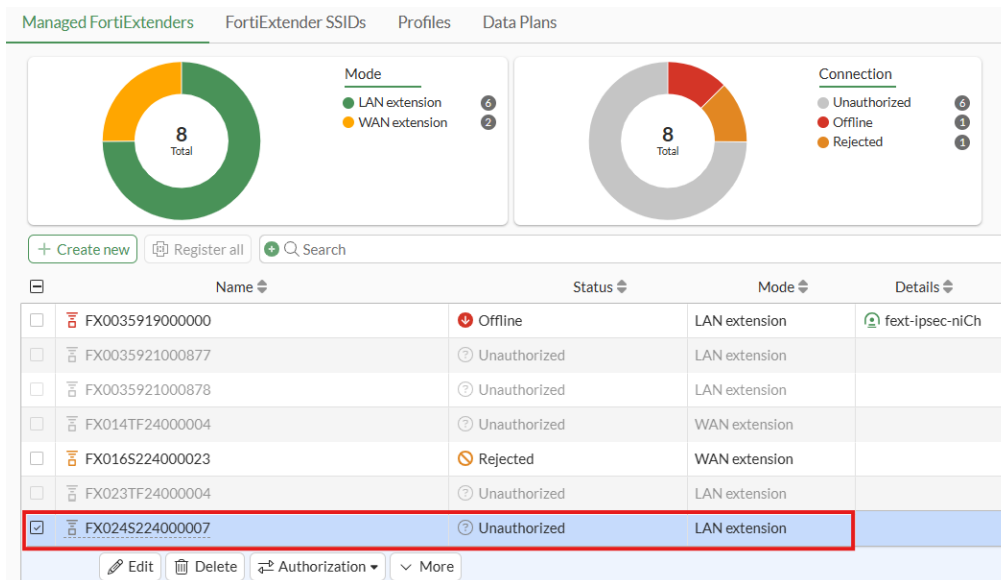 Managed FortiExtenders FortiExtender SSIDs Profiles Data Plans
Mode
LAN extension 6
WAN extension 2
8
Total
Connection
Unauthorized 6
Offline 1
Rejected 1
8
Total
+ Create new Register all Search
Name Status Mode Details
FX0035919000000 Offline LAN extension fext-ipsec-niCh
FX0035921000877 Unauthorized LAN extension
FX0035921000878 Unauthorized LAN extension
FX014TF24000004 Unauthorized WAN extension
FX016S224000023 Rejected WAN extension
FX023TF24000004 Unauthorized LAN extension
FX024S224000007 Unauthorized LAN extension
Edit Delete Authorization More